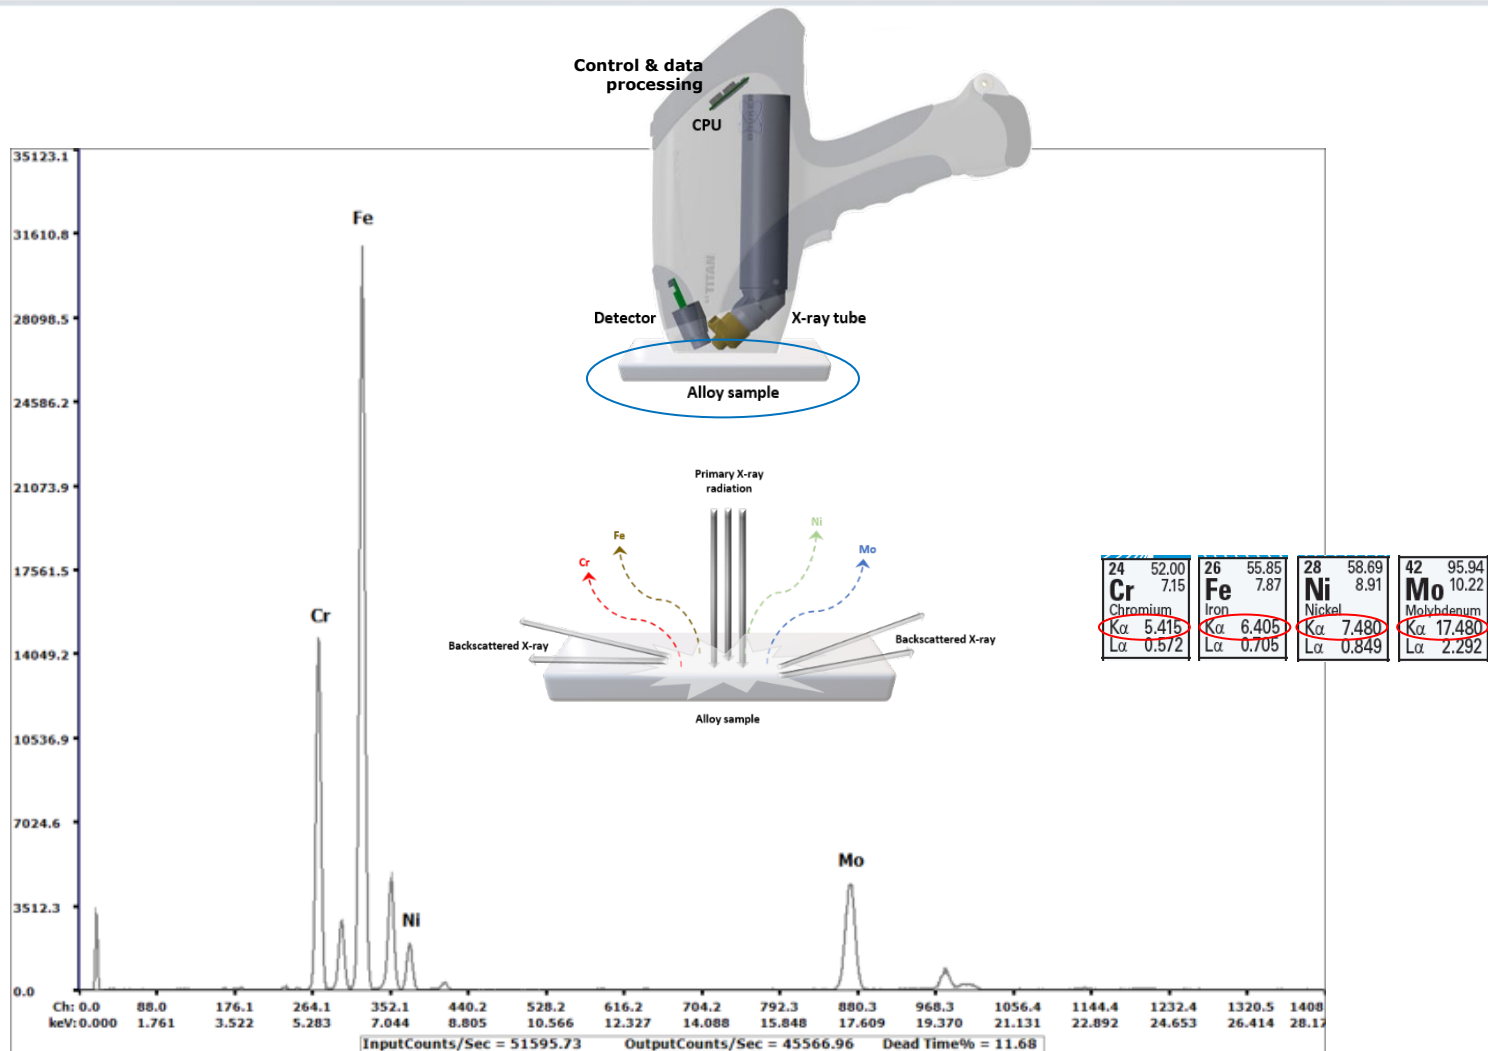 Control & data
processing
CPU
TITAN
Detector
X-ray tube
Alloy sample
35123.1
31610.8
28098.5
24586.2
21073.9
17561.5
14049.2
10536.9
7024.6
3512.3
0.0
Fe
Cr
Ni
Mo
Primary X-ray
radiation
Cr
Fe
Ni
Mo
Backscattered X-ray
Backscattered X-ray
Alloy sample
24 52.00
Cr 7.15
Chromium
Kα 5.415
Lα 0.572
26 55.85
Fe 7.87
Iron
Kα 6.405
Lα 0.705
28 58.69
Ni 8.91
Nickel
Kα 7.480
Lα 0.849
42 95.94
Mo 10.22
Molybdenum
Kα 17.480
Lα 2.292
Ch: 0.0 88.0 176.1 264.1 352.1 440.2 528.2 616.2 704.2 792.3 880.3 968.3 1056.4 1144.4 1232.4 1320.5 1408
keV: 0.000 1.761 3.522 5.283 7.044 8.805 10.566 12.327 14.088 15.848 17.609 19.370 21.131 22.892 24.653 26.414 28.17
InputCounts/Sec = 51595.73 OutputCounts/Sec = 45566.96 Dead Time% = 11.68